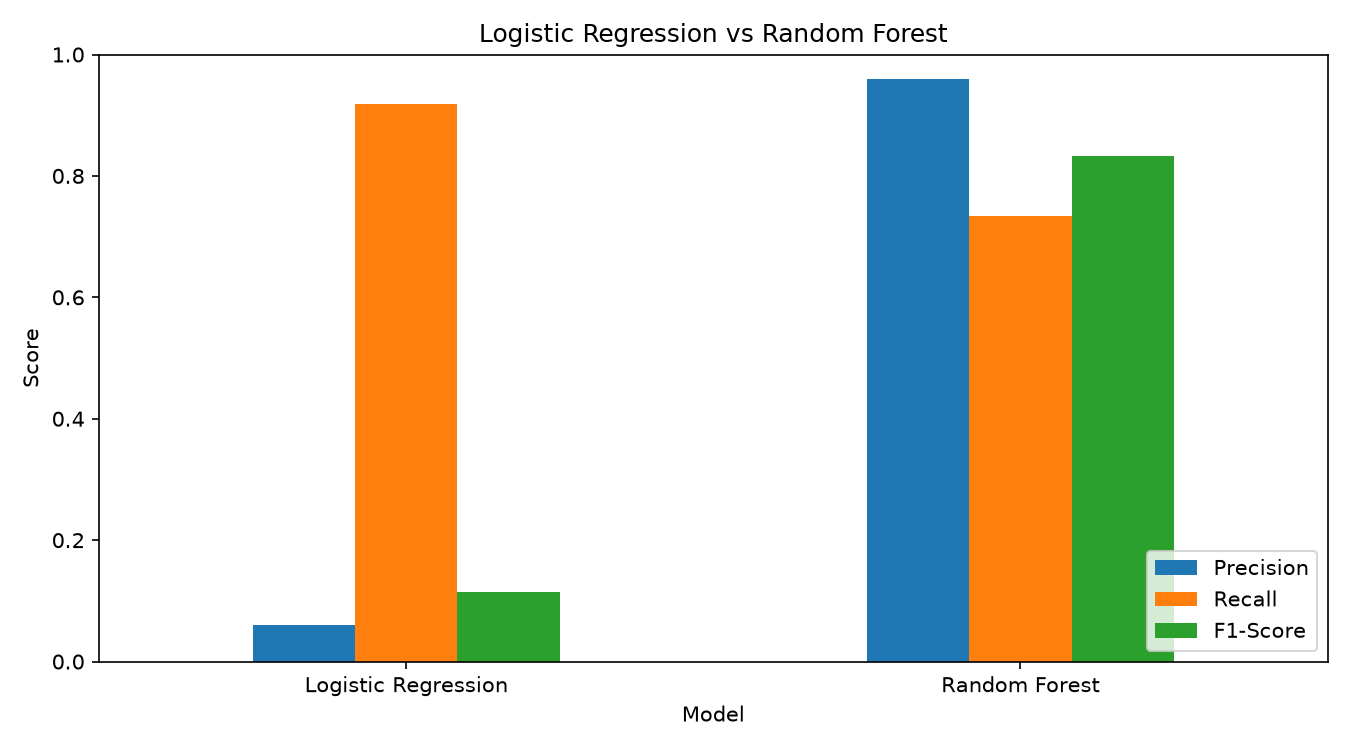 Logistic Regression vs Random Forest
1.0
0.8
0.6
0.4
0.2
0.0
Score
Precision
Recall
F1-Score
Logistic Regression
Random Forest
Model